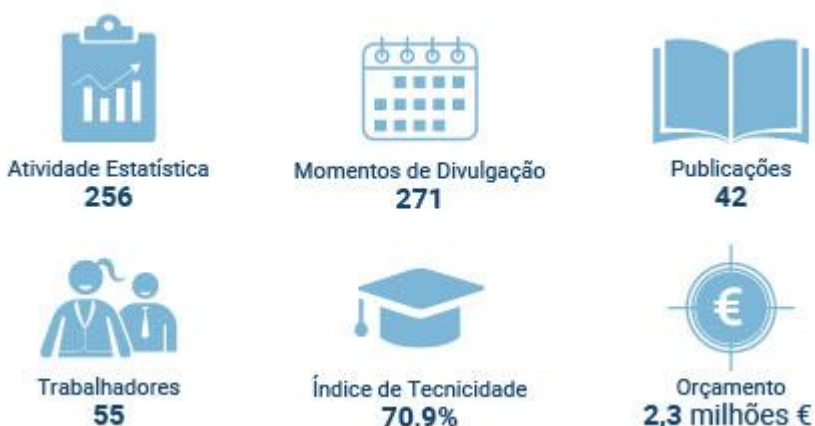 Atividade Estatística
256
Momentos de Divulgação
271
Publicações
42
Trabalhadores
55
Índice de Tecnicidade
70,9%
€
Orçamento
2,3 milhões €